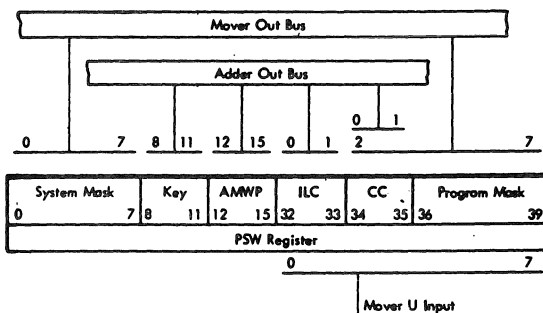 Mover Out Bus
Adder Out Bus
0 1
0 7 8 11 12 15 0 1 2 7
System Mask Key AMWP ILC CC Program Mask
0 7 8 11 12 15 32 33 34 35 36 39
PSW Register
0 7
Mover U Input